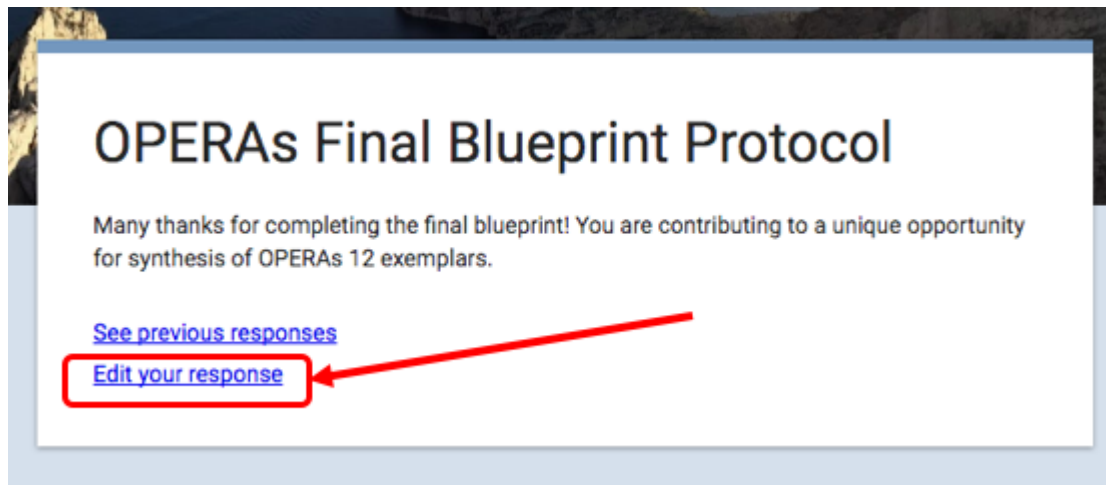 OPERAs Final Blueprint Protocol
Many thanks for completing the final blueprint! You are contributing to a unique opportunity
for synthesis of OPERAs 12 exemplars.
See previous responses
Edit your response